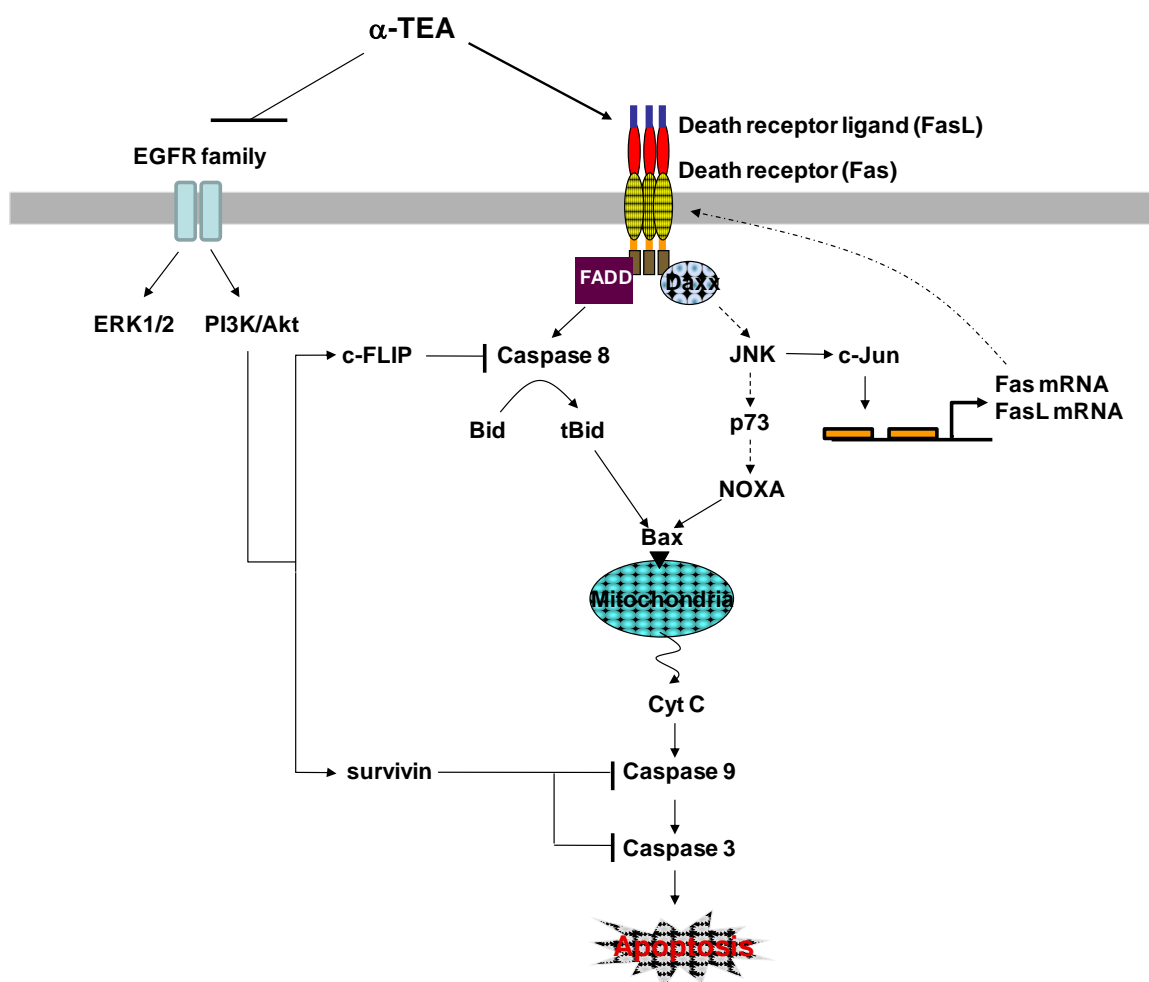 α-TEA
Death receptor ligand (FasL)
EGFR family
Death receptor (Fas)
FADD
Daxx
ERK1/2
PI3K/Akt
c-FLIP
Caspase 8
JNK
c-Jun
Fas mRNA
FasL mRNA
Bid
tBid
p73
NOXA
Bax
Mitochondria
Cyt C
survivin
Caspase 9
Caspase 3
Apoptosis